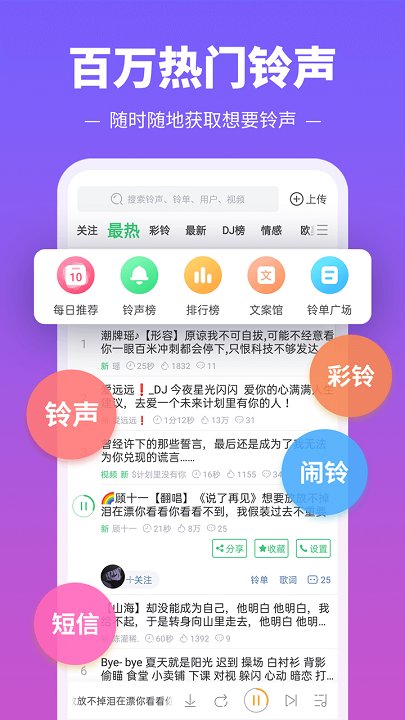 百万热门铃声
随时随地获取想要铃声
搜索铃声、铃单、用户、视频
上传
关注 最热 彩铃 最新 DJ榜 情感
每日推荐 铃声榜 排行榜 文案馆 铃单广场
10
文
1
潮牌瑶♪【形容】原谅我不可自拔,可能不经意看
你一眼百米冲刺都会停下,只恨科技不够发达
新 瑶 26秒 1832 11
爱远远❗_DJ 今夜星光闪闪 爱你的心满满
建议，去爱一个未来计划里有你的人！
爱远远❗ 1分12秒 13万
曾经许下的那些誓言，最后还是成为了我无法
为你兑现的谎言……
视频 新 S计划里没有你 16秒 1155 34
🌈顾十一【翻唱】《说了再见》想要放放不掉
泪在漂你看看你看看不到，我假装过去不重要
新 顾十一 21秒 8万 25
分享 收藏 设置
十关注 铃单 歌词 25
【山海】却没能成为自己，他明白 他明白，我
给不起，于是转身向山里走去，他明白 他明白
60秒 9
6
Bye- bye 夏天就是阳光 迟到 操场 白衬衫 背影
偷瞄 食堂 小卖铺 下课 对视 躲闪 心动 暗恋 打...
放不掉泪在漂你看看你
铃声
彩铃
闹铃
短信